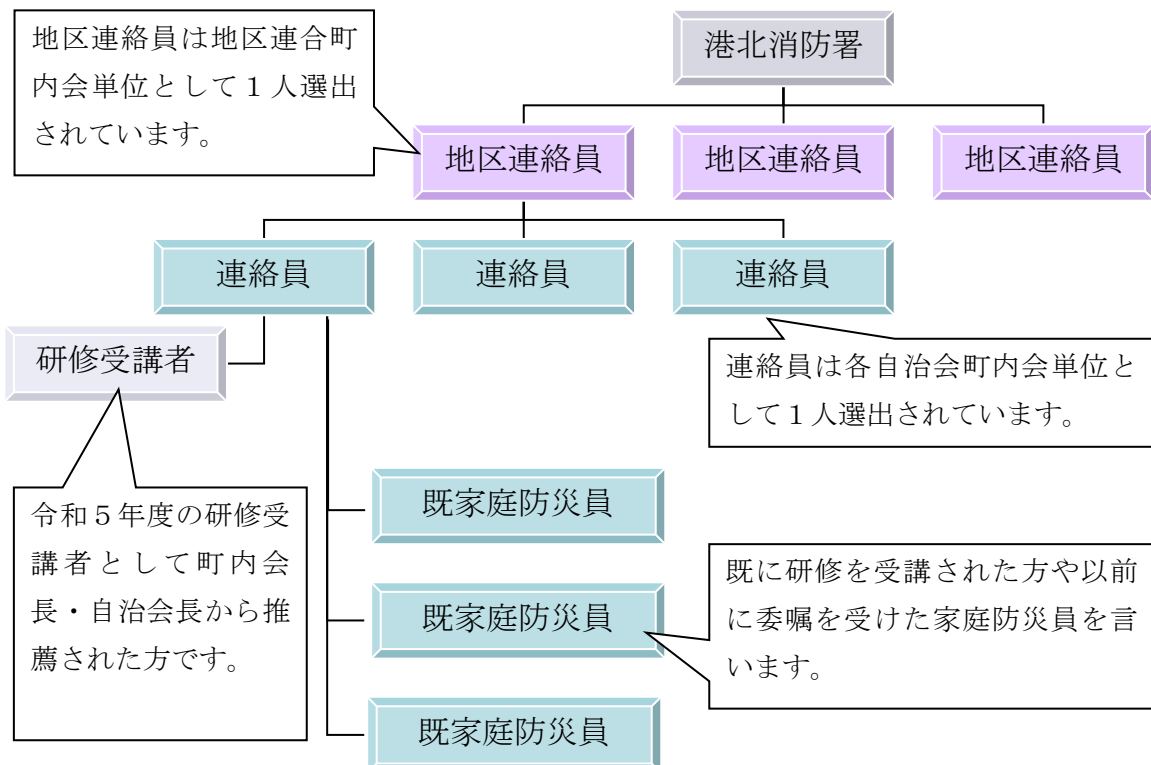 地区連絡員は地区連合町
内会単位として１人選出
されています。
港北消防署
地区連絡員
地区連絡員
地区連絡員
連絡員
連絡員
連絡員
研修受講者
連絡員は各自治会町内会単位と
して１人選出されています。
令和５年度の研修受
講者として町内会
長・自治会長から推
薦された方です。
既家庭防災員
既家庭防災員
既家庭防災員
既に研修を受講された方や以前
に委嘱を受けた家庭防災員を言
います。